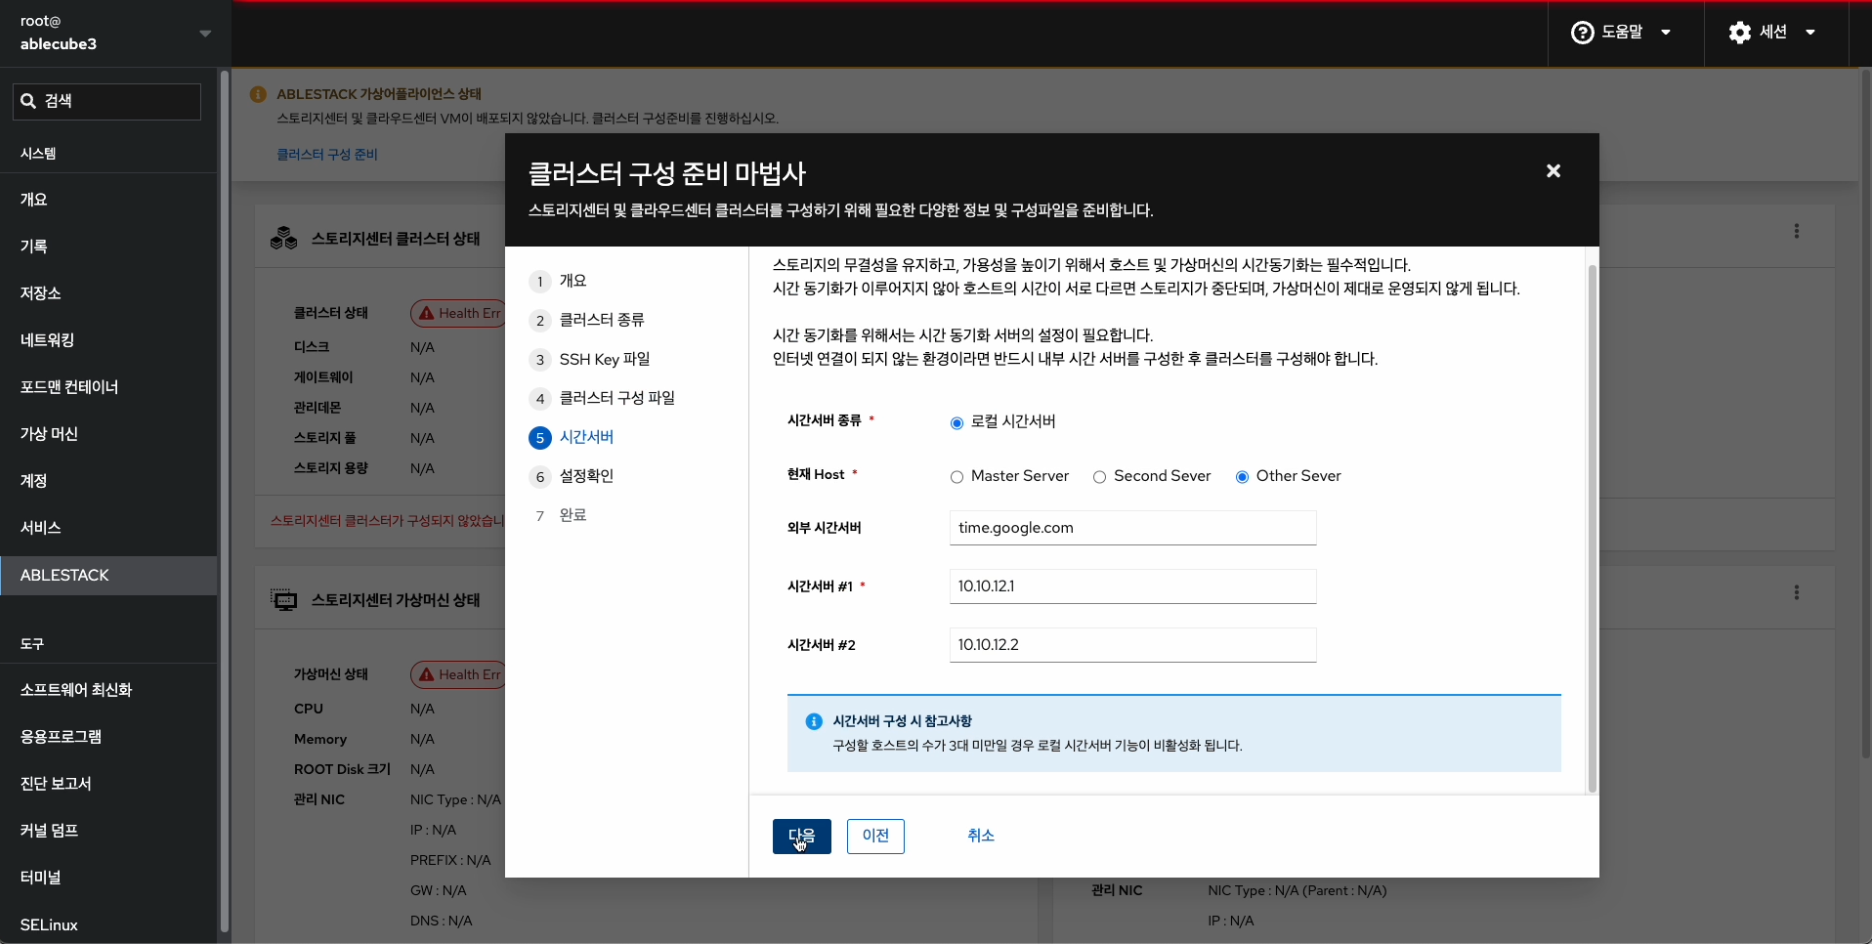 root@
ablecube3
도움말
세션
검색
시스템
개요
기록
저장소
네트워킹
포드맨 컨테이너
가상 머신
계정
서비스
ABLESTACK
도구
소프트웨어 최신화
응용프로그램
진단 보고서
커널 덤프
터미널
SELinux
ABLESTACK 가상어플라이언스 상태
스토리지센터 및 클라우드센터 VM이 배포되지 않았습니다. 클러스터 구성준비를 진행하십시오.
클러스터 구성 준비
스토리지센터 클러스터 상태
클러스터 상태 Health Err
디스크 N/A
게이트웨이 N/A
관리데몬 N/A
스토리지 풀 N/A
스토리지 용량 N/A
스토리지센터 클러스터가 구성되지 않았습니
스토리지센터 가상머신 상태
가상머신 상태 Health Err
CPU N/A
Memory N/A
ROOT Disk 크기 N/A
관리 NIC NIC Type : N/A
IP : N/A
PREFIX : N/A
GW : N/A
DNS : N/A
클러스터 구성 준비 마법사
스토리지센터 및 클라우드센터 클러스터를 구성하기 위해 필요한 다양한 정보 및 구성파일을 준비합니다.
1 개요
2 클러스터 종류
3 SSH Key 파일
4 클러스터 구성 파일
5 시간서버
6 설정확인
7 완료
스토리지의 무결성을 유지하고, 가용성을 높이기 위해서 호스트 및 가상머신의 시간동기화는 필수적입니다.
시간 동기화가 이루어지지 않아 호스트의 시간이 서로 다르면 스토리지가 중단되며, 가상머신이 제대로 운영되지 않게 됩니다.
시간 동기화를 위해서는 시간 동기화 서버의 설정이 필요합니다.
인터넷 연결이 되지 않는 환경이라면 반드시 내부 시간 서버를 구성한 후 클러스터를 구성해야 합니다.
시간서버 종류 * 로컬 시간서버
현재 Host * Master Server Second Sever Other Sever
외부 시간서버 time.google.com
시간서버 #1 * 10.10.12.1
시간서버 #2 10.10.12.2
시간서버 구성 시 참고사항
구성할 호스트의 수가 3대 미만일 경우 로컬 시간서버 기능이 비활성화 됩니다.
다음
이전
취소
관리 NIC NIC Type : N/A (Parent : N/A)
IP : N/A